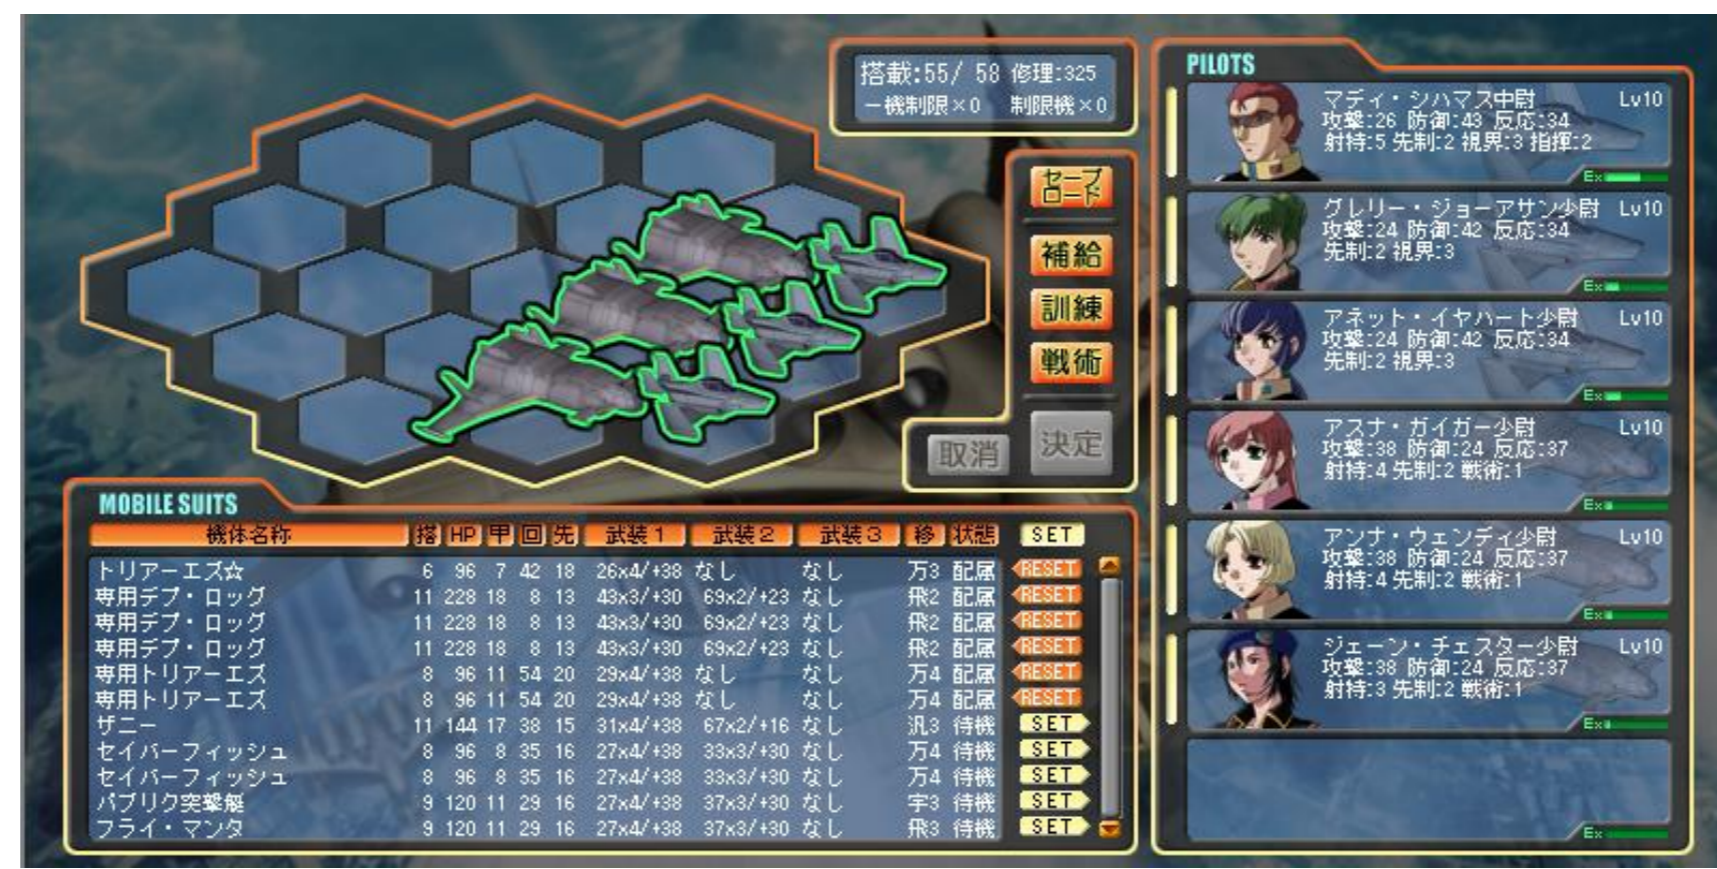 搭載:55/ 58 修理:325
一機制限×0 制限機×0
セーブ
ロード
補給
訓練
戦術
取消 決定
MOBILE SUITS
機体名称 搭 HP 甲 回 先 武装1 武装2 武装3 移 状態 SET
トリアーエズ☆ 6 96 7 42 18 26x4/+38 なし なし 万3 配属 RESET
専用デプ・ロッグ 11 228 18 8 13 43x3/+30 69x2/+23 なし 飛2 配属 RESET
専用デプ・ロッグ 11 228 18 8 13 43x3/+30 69x2/+23 なし 飛2 配属 RESET
専用デプ・ロッグ 11 228 18 8 13 43x3/+30 69x2/+23 なし 飛2 配属 RESET
専用トリアーエズ 8 96 11 54 20 29x4/+38 なし なし 万4 配属 RESET
専用トリアーエズ 8 96 11 54 20 29x4/+38 なし なし 万4 配属 RESET
ザニー 11 144 17 38 15 31x4/+38 67x2/+16 なし 汎3 待機 SET
セイバーフィッシュ 8 96 8 35 16 27x4/+38 33x3/+30 なし 万4 待機 SET
セイバーフィッシュ 8 96 8 35 16 27x4/+38 33x3/+30 なし 万4 待機 SET
パブリク突撃艇 9 120 11 29 16 27x4/+38 37x3/+30 なし 宇3 待機 SET
フライ・マンタ 9 120 11 29 16 27x4/+38 37x3/+30 なし 飛3 待機 SET
PILOTS
マディ・シハマス中尉 Lv10
攻撃:26 防御:43 反応:34
射持:5 先制:2 視界:3 指揮:2
Ex
グレリー・ジョーアサン少尉 Lv10
攻撃:24 防御:42 反応:34
先制:2 視界:3
Ex
アネット・イヤハート少尉 Lv10
攻撃:24 防御:42 反応:34
先制:2 視界:3
Ex
アスナ・ガイガー少尉 Lv10
攻撃:38 防御:24 反応:37
射持:4 先制:2 戦術:1
Ex
アンナ・ウェンディ少尉 Lv10
攻撃:38 防御:24 反応:37
射持:4 先制:2 戦術:1
Ex
ジェーン・チェスター少尉 Lv10
攻撃:38 防御:24 反応:37
射持:3 先制:2 戦術:1
Ex
Ex